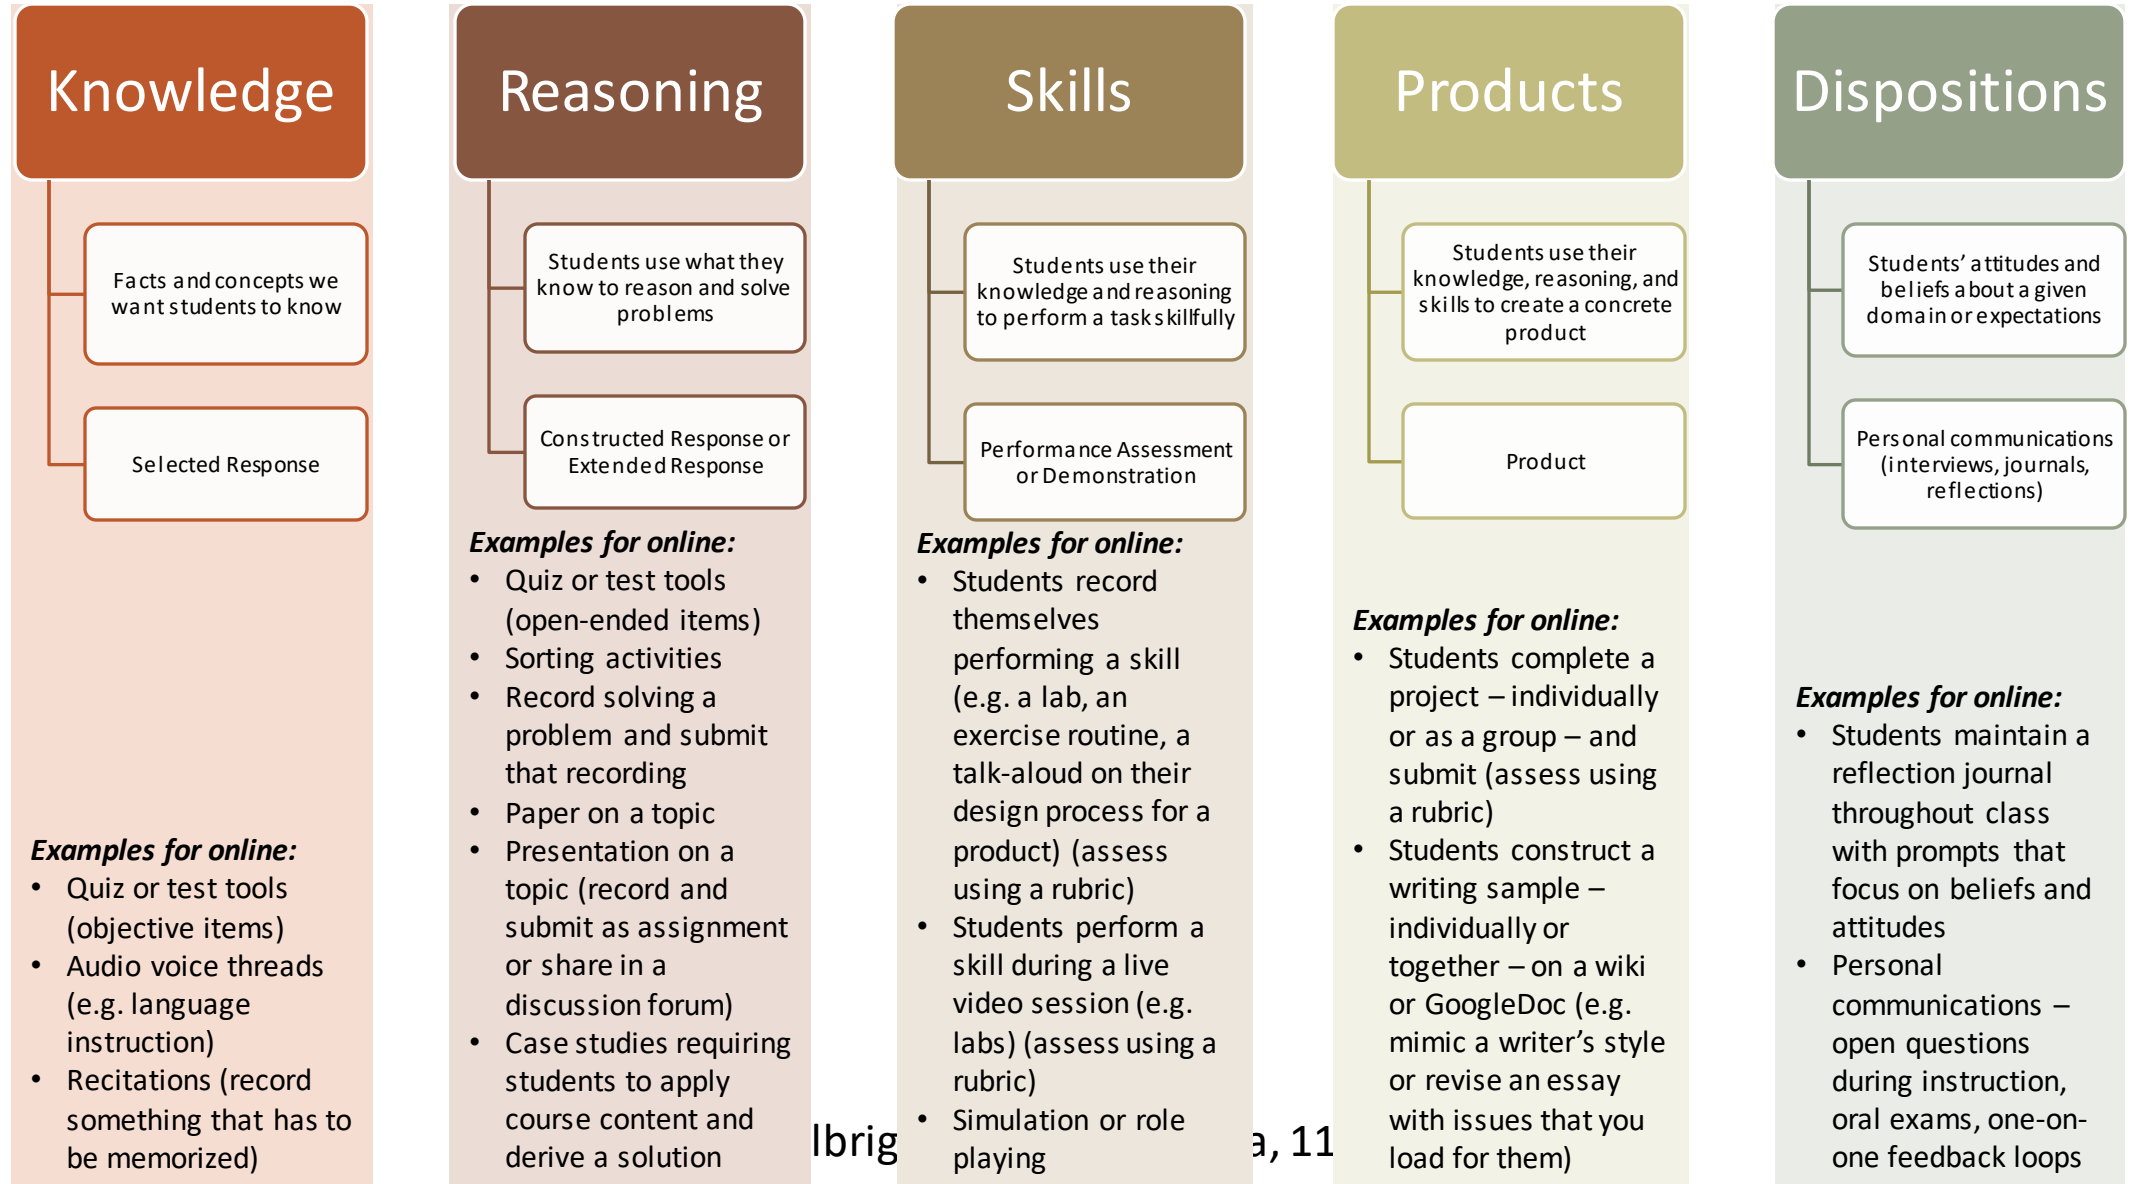 Knowledge
Facts and concepts we
want students to know
Selected Response
Examples for online:
• Quiz or test tools
(objective items)
• Audio voice threads
(e.g. language
instruction)
• Recitations (record
something that has to
be memorized)
Reasoning
Students use what they
know to reason and solve
problems
Constructed Response or
Extended Response
Examples for online:
• Quiz or test tools
(open-ended items)
• Sorting activities
• Record solving a
problem and submit
that recording
• Paper on a topic
• Presentation on a
topic (record and
submit as assignment
or share in a
discussion forum)
• Case studies requiring
students to apply
course content and
derive a solution
Skills
Students use their
knowledge and reasoning
to perform a task skillfully
Performance Assessment
or Demonstration
Examples for online:
• Students record
themselves
performing a skill
(e.g. a lab, an
exercise routine, a
talk-aloud on their
design process for a
product) (assess
using a rubric)
• Students perform a
skill during a live
video session (e.g.
labs) (assess using a
rubric)
• Simulation or role
playing
Products
Students use their
knowledge, reasoning, and
skills to create a concrete
product
Product
Examples for online:
• Students complete a
project – individually
or as a group – and
submit (assess using
a rubric)
• Students construct a
writing sample –
individually or
together – on a wiki
or GoogleDoc (e.g.
mimic a writer's style
or revise an essay
with issues that you
load for them)
Dispositions
Students' attitudes and
beliefs about a given
domain or expectations
Personal communications
(interviews, journals,
reflections)
Examples for online:
• Students maintain a
reflection journal
throughout class
with prompts that
focus on beliefs and
attitudes
• Personal
communications –
open questions
during instruction,
oral exams, one-on-
one feedback loops
lbrig a, 11